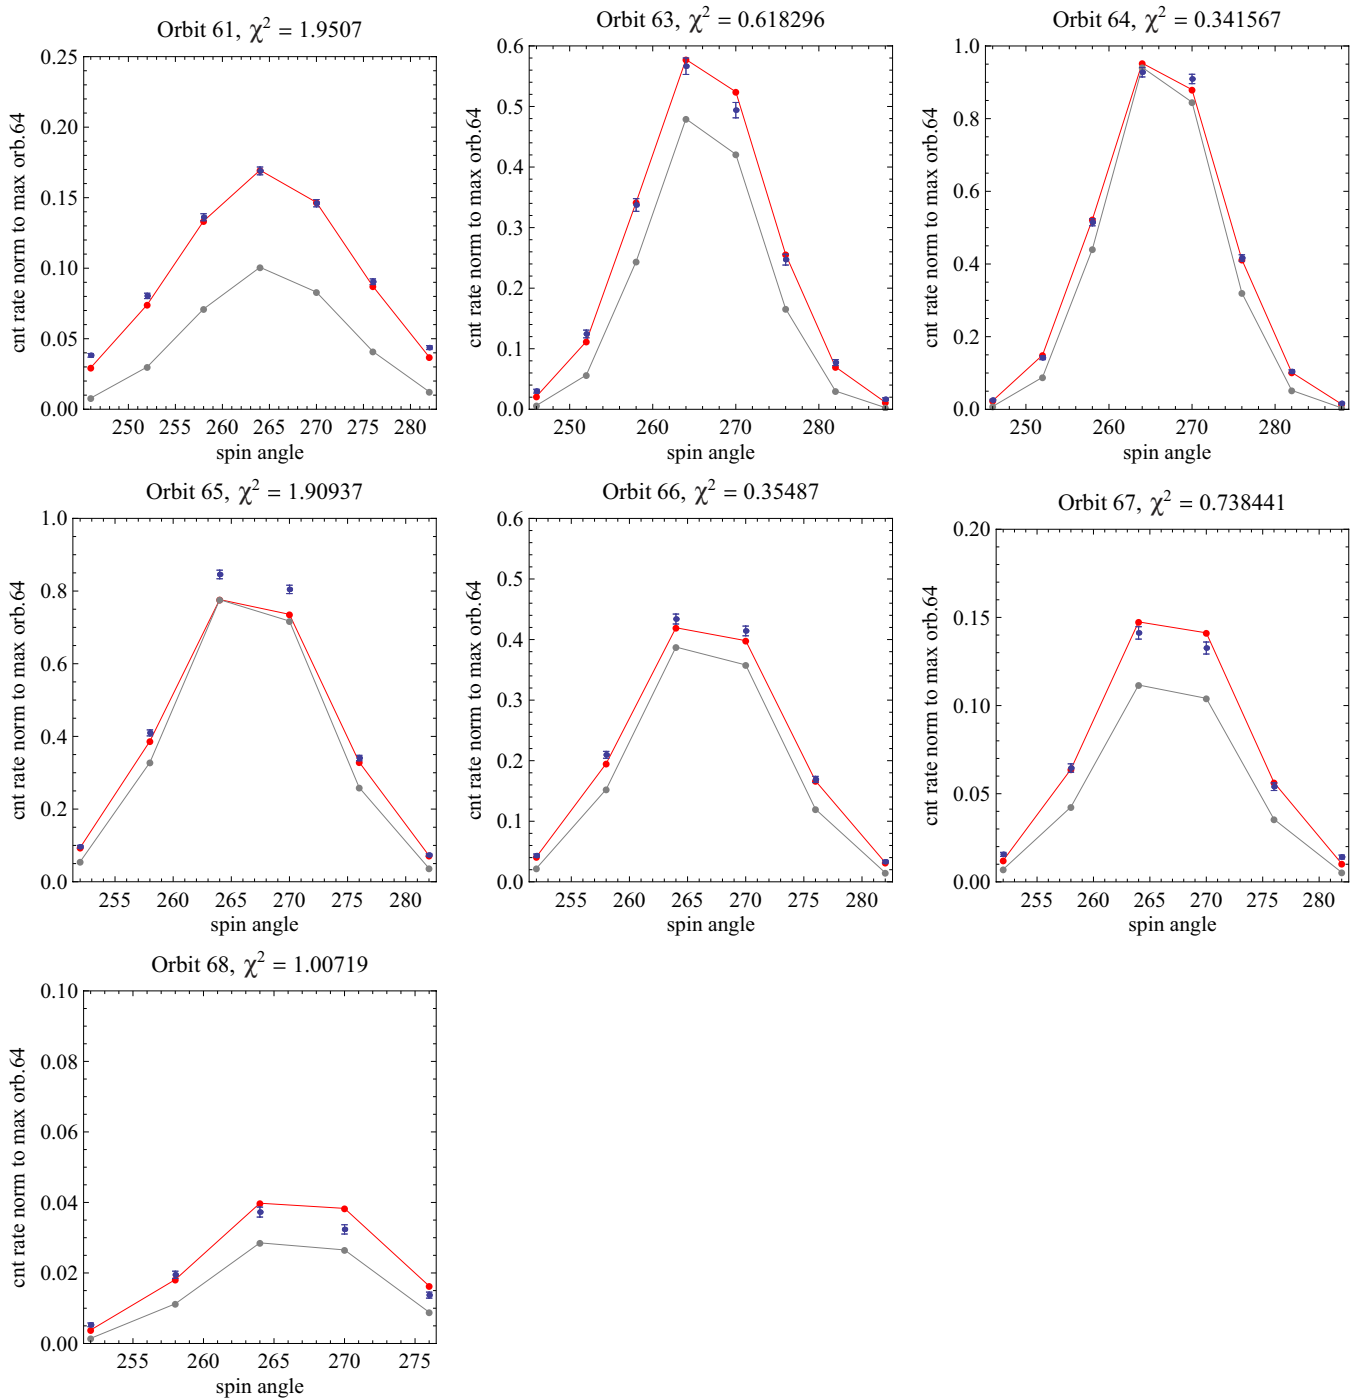 Orbit 61, χ² = 1.9507
cnt rate norm to max orb.64
0.25
0.20
0.15
0.10
0.05
0.00
250 255 260 265 270 275 280
spin angle
Orbit 63, χ² = 0.618296
cnt rate norm to max orb.64
0.6
0.5
0.4
0.3
0.2
0.1
0.0
250 260 270 280
spin angle
Orbit 64, χ² = 0.341567
cnt rate norm to max orb.64
1.0
0.8
0.6
0.4
0.2
0.0
250 260 270 280
spin angle
Orbit 65, χ² = 1.90937
cnt rate norm to max orb.64
1.0
0.8
0.6
0.4
0.2
0.0
255 260 265 270 275 280
spin angle
Orbit 66, χ² = 0.35487
cnt rate norm to max orb.64
0.6
0.5
0.4
0.3
0.2
0.1
0.0
255 260 265 270 275 280
spin angle
Orbit 67, χ² = 0.738441
cnt rate norm to max orb.64
0.20
0.15
0.10
0.05
0.00
255 260 265 270 275 280
spin angle
Orbit 68, χ² = 1.00719
cnt rate norm to max orb.64
0.10
0.08
0.06
0.04
0.02
0.00
255 260 265 270 275
spin angle